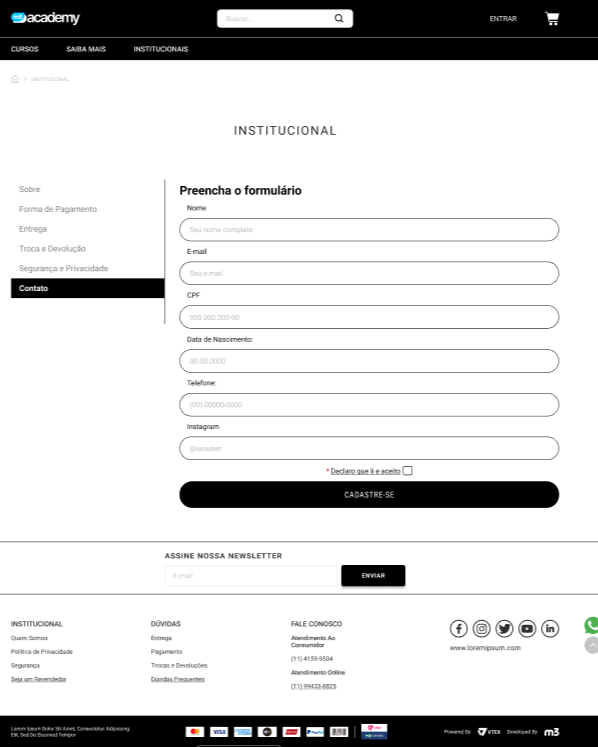 m3 academy
Buscar...
ENTRAR
CURSOS SAIBA MAIS INSTITUCIONAIS
INSTITUCIONAL
INSTITUCIONAL
Sobre
Forma de Pagamento
Entrega
Troca e Devolução
Segurança e Privacidade
Contato
Preencha o formulário
Nome
Seu nome completo
E-mail
Seu e-mail
CPF
000.000.000-00
Data de Nascimento:
00.00.0000
Telefone:
(00) 00000-0000
Instagram
@seuuser
* Declaro que li e aceito
CADASTRE-SE
ASSINE NOSSA NEWSLETTER
E-mail
ENVIAR
INSTITUCIONAL
Quem Somos
Política de Privacidade
Segurança
Seja um Revendedor
DÚVIDAS
Entrega
Pagamento
Trocas e Devoluções
Dúvidas Frequentes
FALE CONOSCO
Atendimento Ao
Consumidor
(11) 4159-9504
Atendimento Online
(11) 99433-8825
www.loremipsum.com
Lorem Ipsum Dolor Sit Amet, Consectetur Adipiscing
Elit, Sed Do Eiusmod Tempor
VISA
PayPal
Powered By VTEX Developed By m3